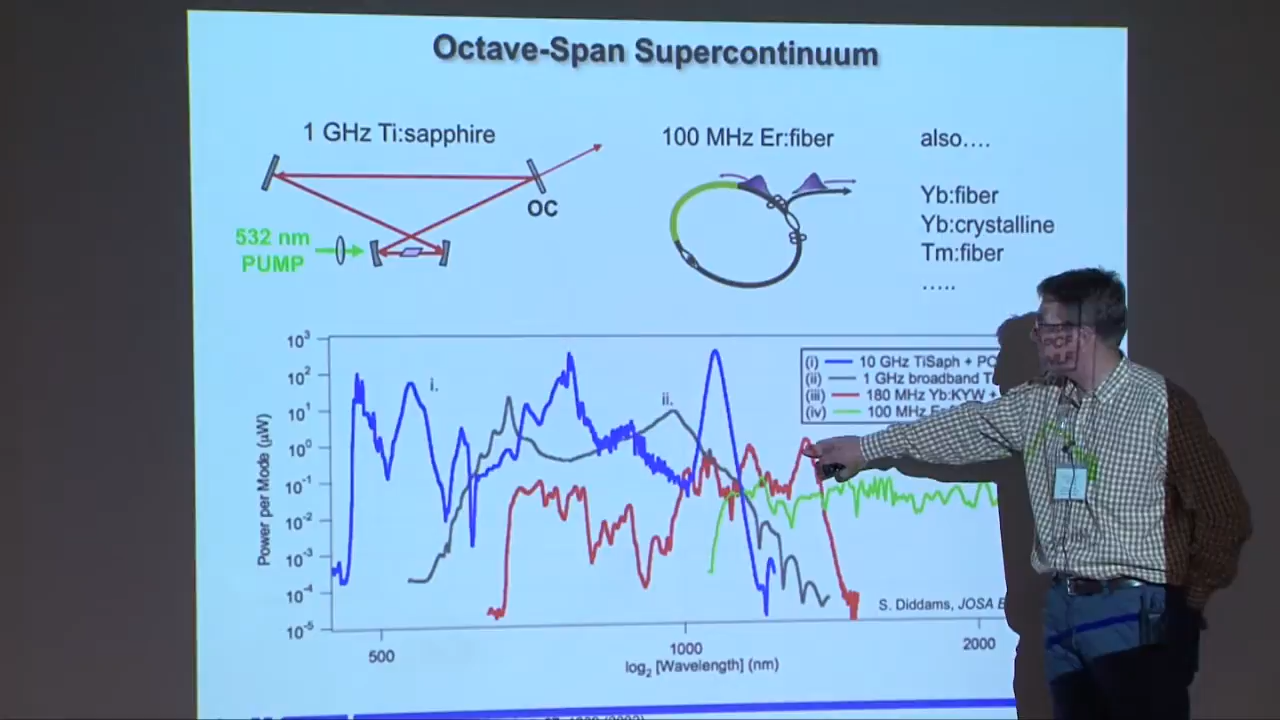 Octave-Span Supercontinuum
1 GHz Ti:sapphire
100 MHz Er:fiber
also….
OC
532 nm
PUMP
Yb:fiber
Yb:crystalline
Tm:fiber
…..
(i) 10 GHz TiSaph + PC
(ii) 1 GHz broadband T
(iii) 180 MHz Yb:KYW +
(iv) 100 MHz
PCF
i.
ii.
10³
10²
10¹
10⁰
10⁻¹
10⁻²
10⁻³
10⁻⁴
10⁻⁵
Power per Mode (µW)
S. Diddams, JOSA B
500
1000
2000
log₂ [Wavelength] (nm)